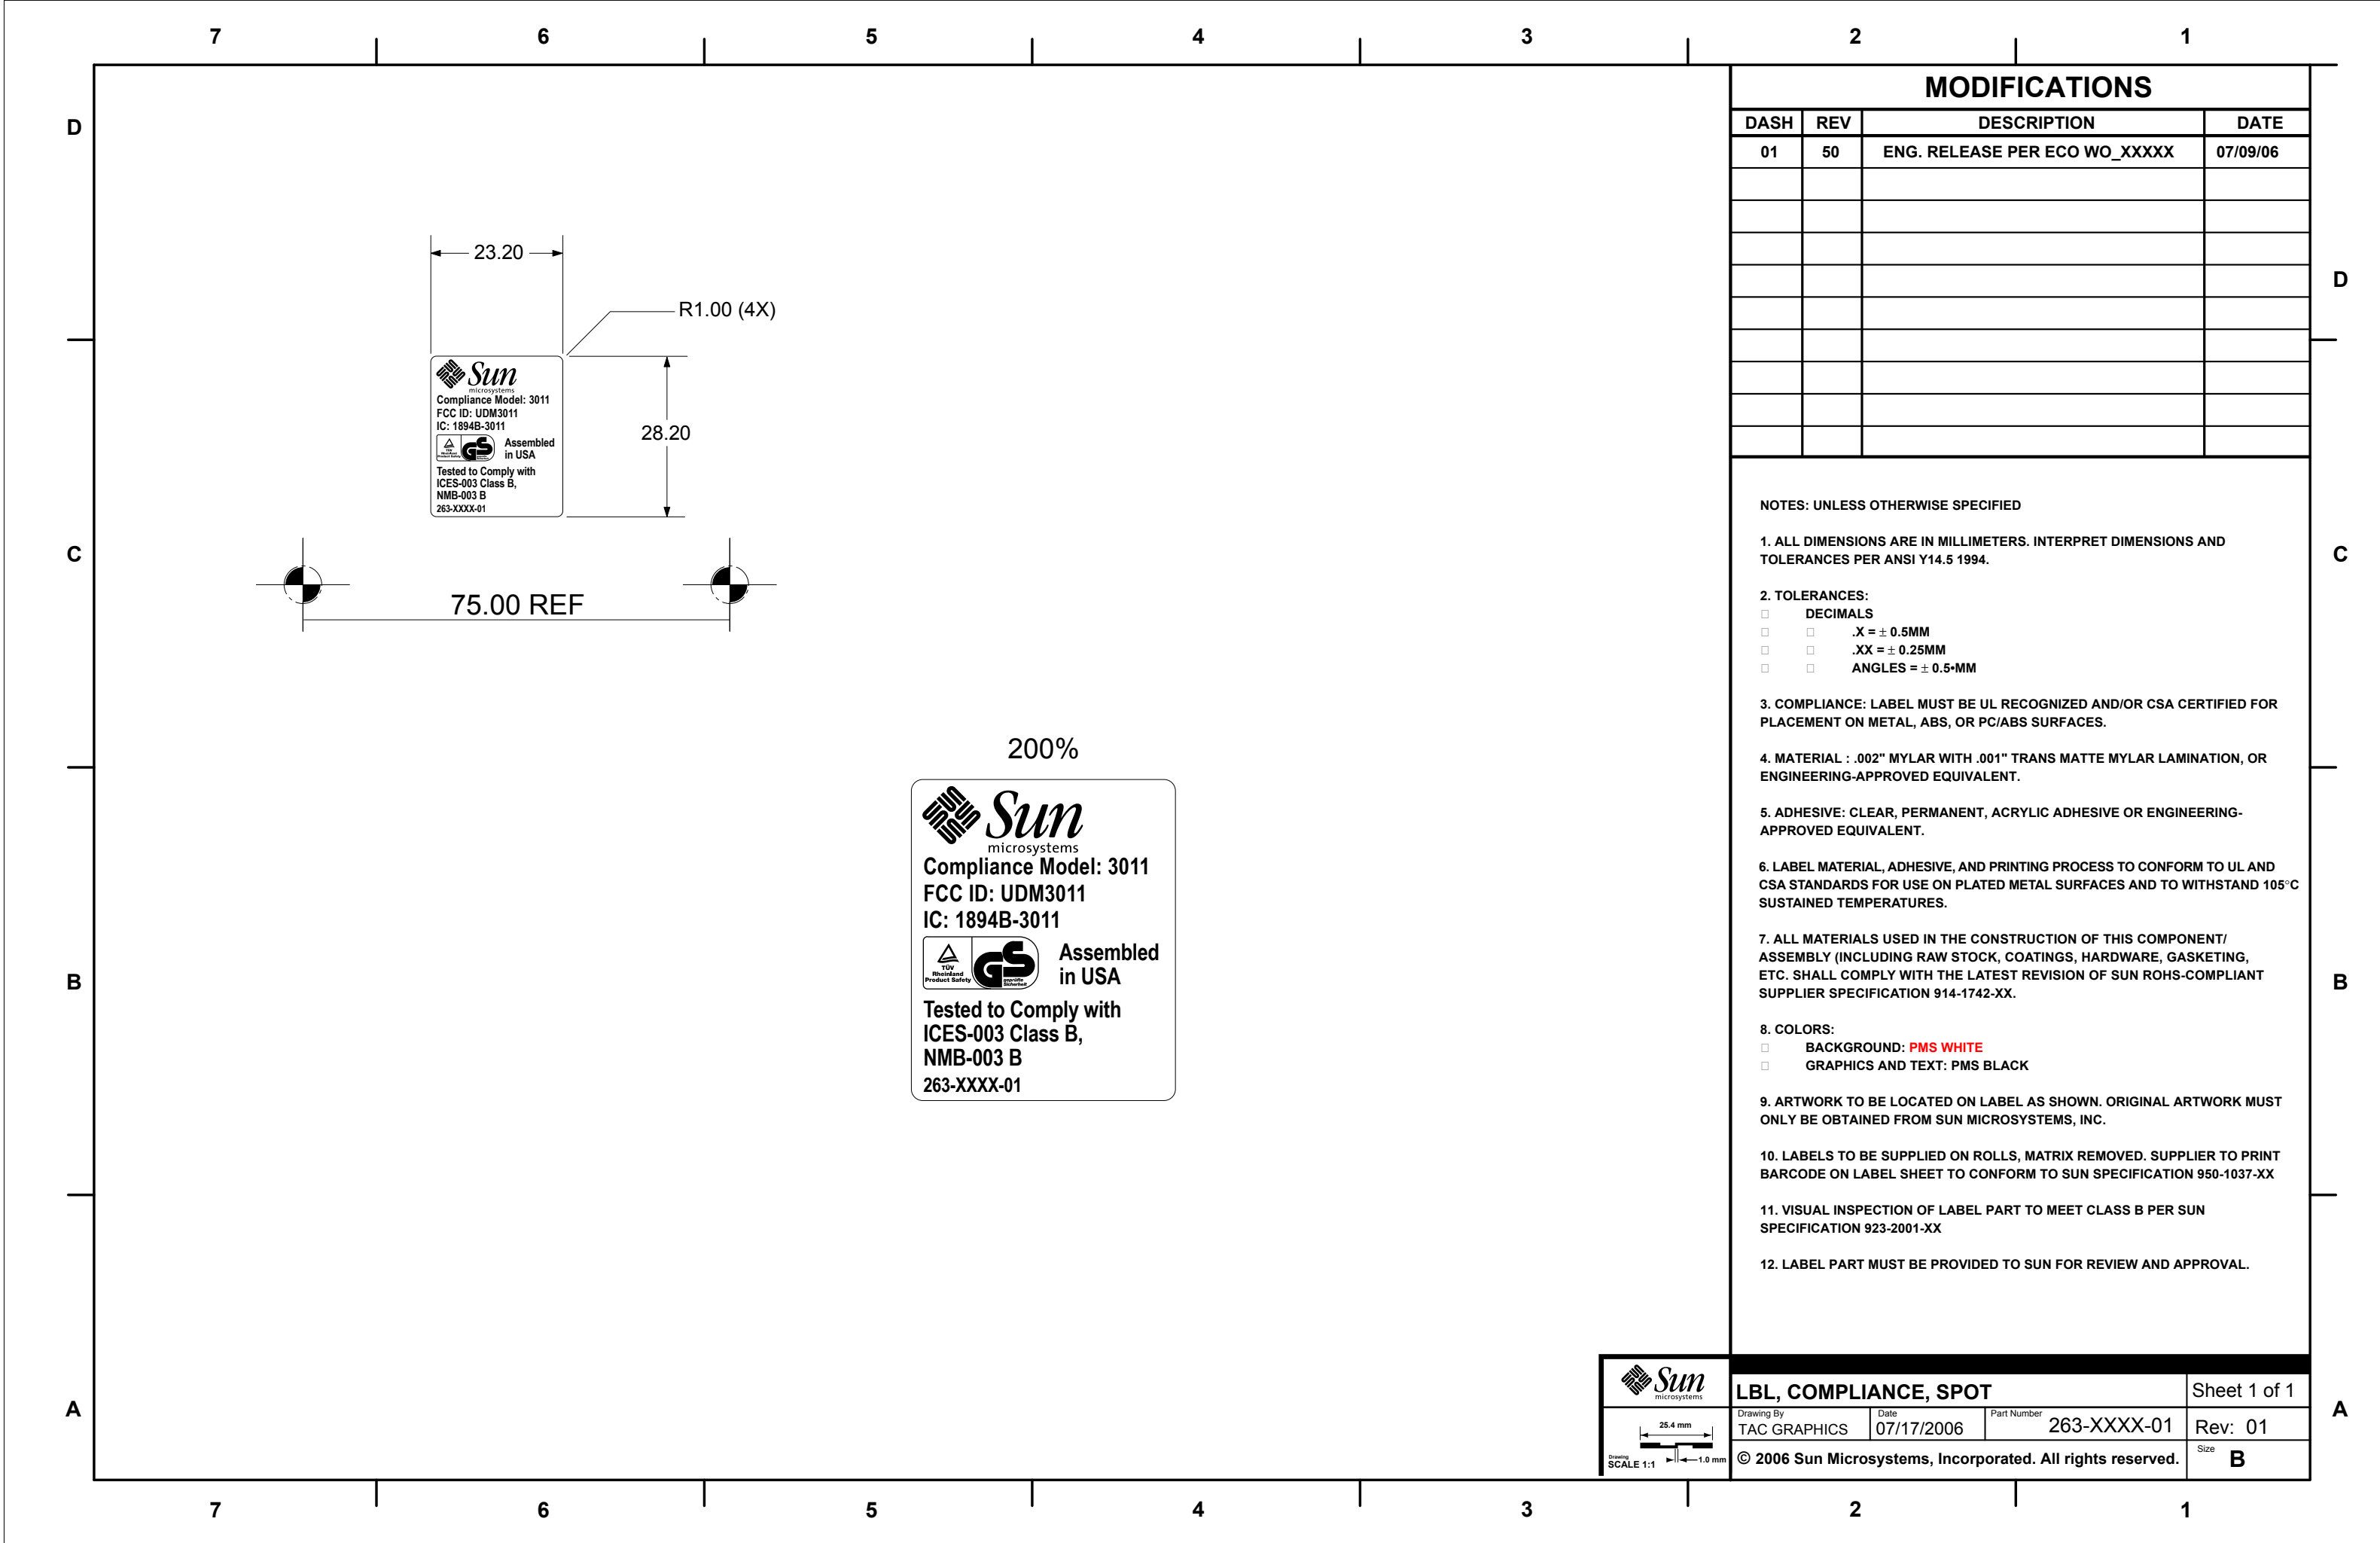 7 6 5 4 3 2 1
D
D
C
C
B
B
A
A
23.20
R1.00 (4X)
28.20
Sun
microsystems
Compliance Model: 3011
FCC ID: UDM3011
IC: 1894B-3011
TÜV
Rheinland
Product Safety
GS
geprüfte
Sicherheit
Assembled
in USA
Tested to Comply with
ICES-003 Class B,
NMB-003 B
263-XXXX-01
75.00 REF
200%
Sun
microsystems
Compliance Model: 3011
FCC ID: UDM3011
IC: 1894B-3011
TÜV
Rheinland
Product Safety
GS
geprüfte
Sicherheit
Assembled
in USA
Tested to Comply with
ICES-003 Class B,
NMB-003 B
263-XXXX-01
MODIFICATIONS
DASH REV DESCRIPTION DATE
01 50 ENG. RELEASE PER ECO WO_XXXXX 07/09/06
NOTES: UNLESS OTHERWISE SPECIFIED
1. ALL DIMENSIONS ARE IN MILLIMETERS. INTERPRET DIMENSIONS AND
TOLERANCES PER ANSI Y14.5 1994.
2. TOLERANCES:
DECIMALS
.X = ± 0.5MM
.XX = ± 0.25MM
ANGLES = ± 0.5•MM
3. COMPLIANCE: LABEL MUST BE UL RECOGNIZED AND/OR CSA CERTIFIED FOR
PLACEMENT ON METAL, ABS, OR PC/ABS SURFACES.
4. MATERIAL : .002" MYLAR WITH .001" TRANS MATTE MYLAR LAMINATION, OR
ENGINEERING-APPROVED EQUIVALENT.
5. ADHESIVE: CLEAR, PERMANENT, ACRYLIC ADHESIVE OR ENGINEERING-
APPROVED EQUIVALENT.
6. LABEL MATERIAL, ADHESIVE, AND PRINTING PROCESS TO CONFORM TO UL AND
CSA STANDARDS FOR USE ON PLATED METAL SURFACES AND TO WITHSTAND 105°C
SUSTAINED TEMPERATURES.
7. ALL MATERIALS USED IN THE CONSTRUCTION OF THIS COMPONENT/
ASSEMBLY (INCLUDING RAW STOCK, COATINGS, HARDWARE, GASKETING,
ETC. SHALL COMPLY WITH THE LATEST REVISION OF SUN ROHS-COMPLIANT
SUPPLIER SPECIFICATION 914-1742-XX.
8. COLORS:
BACKGROUND: PMS WHITE
GRAPHICS AND TEXT: PMS BLACK
9. ARTWORK TO BE LOCATED ON LABEL AS SHOWN. ORIGINAL ARTWORK MUST
ONLY BE OBTAINED FROM SUN MICROSYSTEMS, INC.
10. LABELS TO BE SUPPLIED ON ROLLS, MATRIX REMOVED. SUPPLIER TO PRINT
BARCODE ON LABEL SHEET TO CONFORM TO SUN SPECIFICATION 950-1037-XX
11. VISUAL INSPECTION OF LABEL PART TO MEET CLASS B PER SUN
SPECIFICATION 923-2001-XX
12. LABEL PART MUST BE PROVIDED TO SUN FOR REVIEW AND APPROVAL.
Sun
microsystems
25.4 mm
1.0 mm
Drawing
SCALE 1:1
LBL, COMPLIANCE, SPOT
Sheet 1 of 1
Drawing By
TAC GRAPHICS
Date
07/17/2006
Part Number
263-XXXX-01
Rev: 01
© 2006 Sun Microsystems, Incorporated. All rights reserved.
Size
B
7 6 5 4 3 2 1